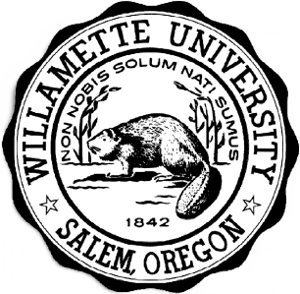 WILLAMETTE UNIVERSITY
NON NOBIS SOLUM NATI SUMUS
1842
SALEM, OREGON